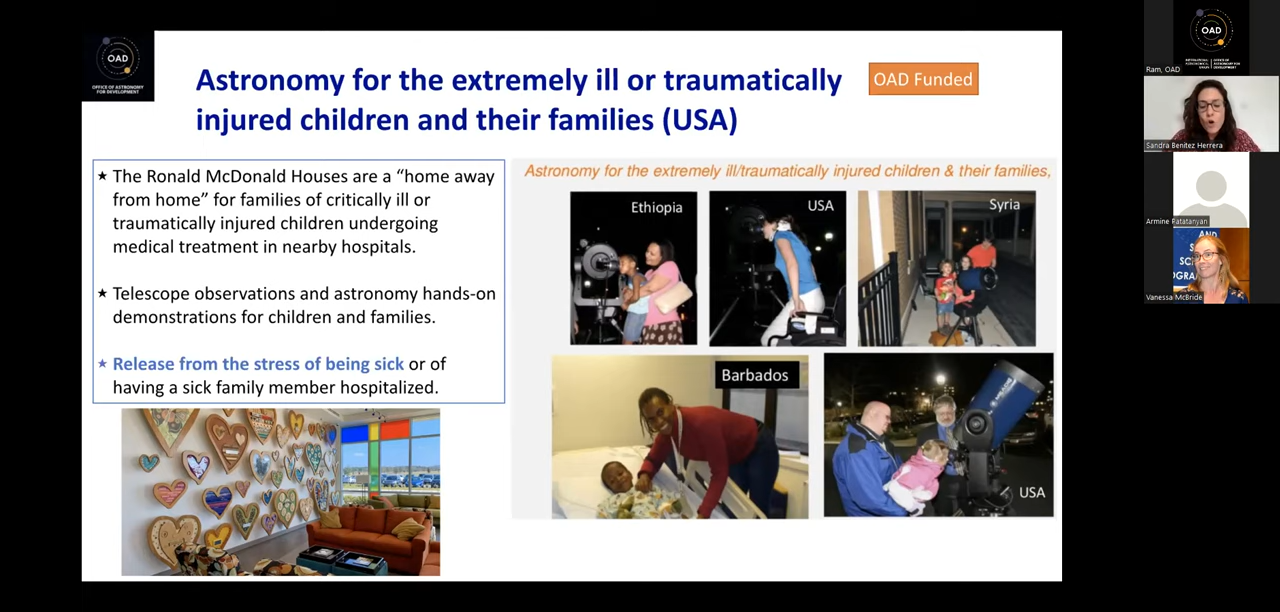 OAD
OFFICE OF ASTRONOMY
FOR DEVELOPMENT
Astronomy for the extremely ill or traumatically
injured children and their families (USA)
OAD Funded
★ The Ronald McDonald Houses are a “home away
from home” for families of critically ill or
traumatically injured children undergoing
medical treatment in nearby hospitals.
★ Telescope observations and astronomy hands-on
demonstrations for children and families.
★ Release from the stress of being sick or of
having a sick family member hospitalized.
Astronomy for the extremely ill/traumatically injured children & their families,
Ethiopia
USA
Syria
Barbados
USA
OAD
Ram, OAD
Sandra Benitez Herrera
Armine Patatanyan
AND
Vanessa McBride